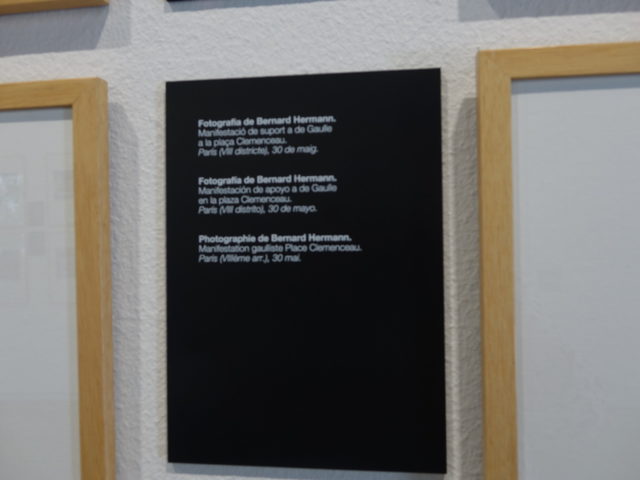 Fotografia de Bernard Hermann.
Manifestació de suport a de Gaulle
a la plaça Clemenceau.
París (VIII districte), 30 de maig.
Fotografía de Bernard Hermann.
Manifestación de apoyo a de Gaulle
en la plaza Clemenceau.
París (VIII distrito), 30 de mayo.
Photographie de Bernard Hermann.
Manifestation gaulliste Place Clemenceau.
Paris (VIIIème arr.), 30 mai.